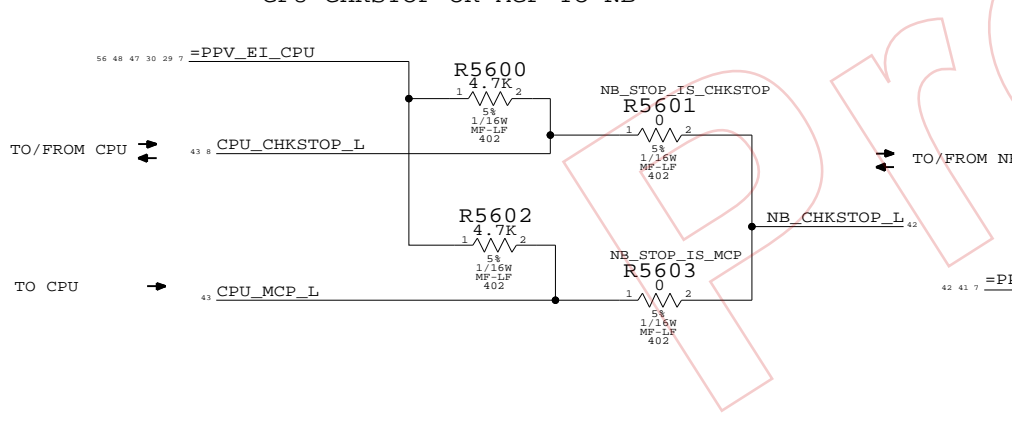 CPU CHKSTOP OR MCP TO NB
56 48 47 30 29 7 =PPV_EI_CPU
R5600
4.7K
1 2
5%
1/16W
MF-LF
402
NB_STOP_IS_CHKSTOP
R5601
0
1 2
5%
1/16W
MF-LF
402
TO/FROM CPU
43 8 CPU_CHKSTOP_L
TO/FROM NB
R5602
4.7K
1 2
5%
1/16W
MF-LF
402
NB_CHKSTOP_L 42
NB_STOP_IS_MCP
R5603
0
1 2
5%
1/16W
MF-LF
402
TO CPU
43 CPU_MCP_L
42 41 7 =PP
Pr